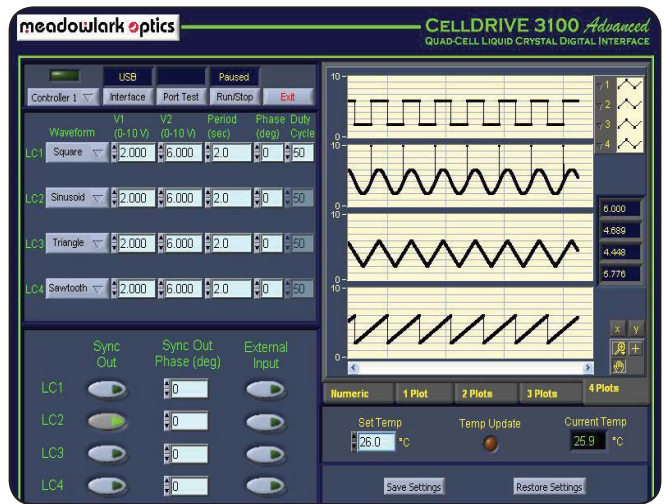 meadowlark optics
CELLDRIVE 3100 Advanced
QUAD-CELL LIQUID CRYSTAL DIGITAL INTERFACE
USB Paused
Controller 1 Interface Port Test Run/Stop Exit
V1 V2 Period Phase Duty
Waveform (0-10 V) (0-10 V) (sec) (deg) Cycle
LC1 Square 2.000 6.000 2.0 0 50
LC2 Sinusoid 2.000 6.000 2.0 0 50
LC3 Triangle 2.000 6.000 2.0 0 50
LC4 Sawtooth 2.000 6.000 2.0 0 50
Sync Sync Out External
Out Phase (deg) Input
LC1 0
LC2 0
LC3 0
LC4 0
10-
0-
10-
0-
10-
0-
10-
0-
1
2
3
4
6.000
4.689
4.448
5.776
x y
Numeric 1 Plot 2 Plots 3 Plots 4 Plots
Set Temp Temp Update Current Temp
26.0 °C 25.9 °C
Save Settings Restore Settings